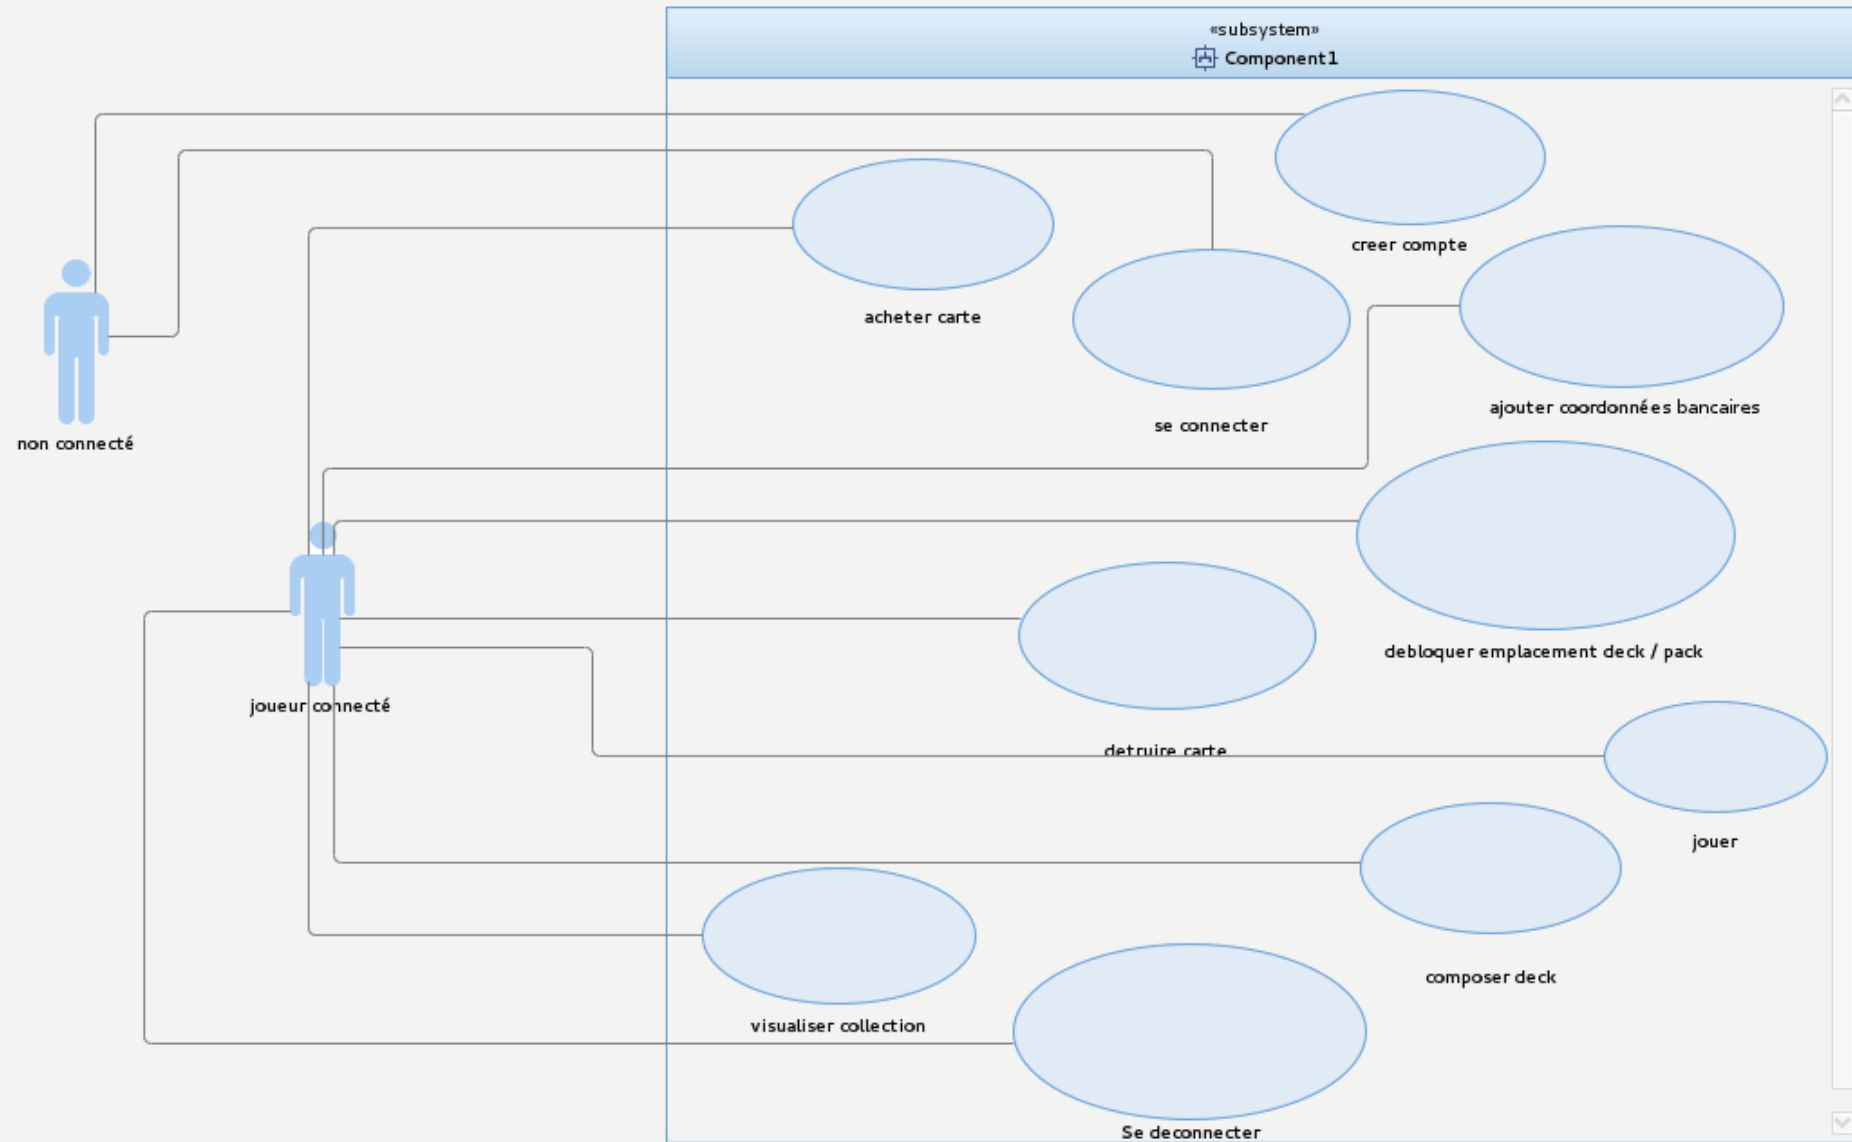 «subsystem»
Component1
creer compte
acheter carte
se connecter
ajouter coordonnées bancaires
non connecté
debloquer emplacement deck / pack
joueur connecté
detruire carte
jouer
composer deck
visualiser collection
Se deconnecter